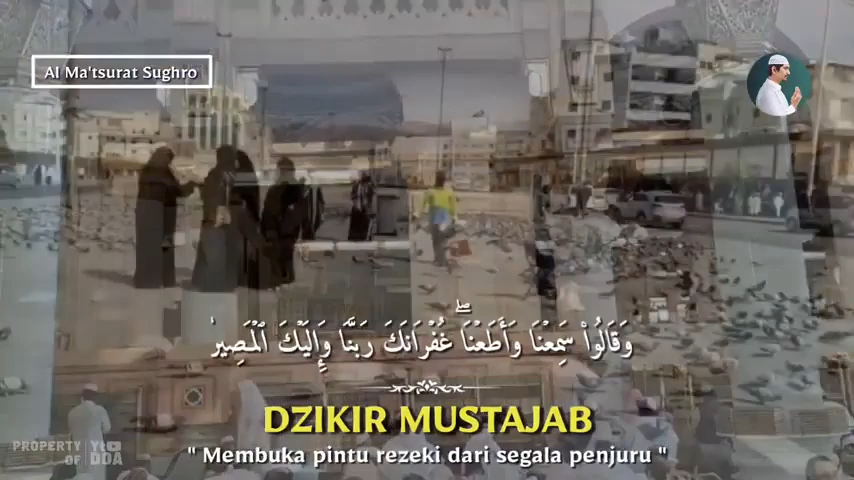 Al Ma'tsurat Sughro
وَقَالُوا۟ سَمِعْنَا وَأَطَعْنَا ۖ غُفْرَانَكَ رَبَّنَا وَإِلَيْكَ الْمَصِيرُ
DZIKIR MUSTAJAB
" Membuka pintu rezeki dari segala penjuru "
PROPERTY OF
DOA